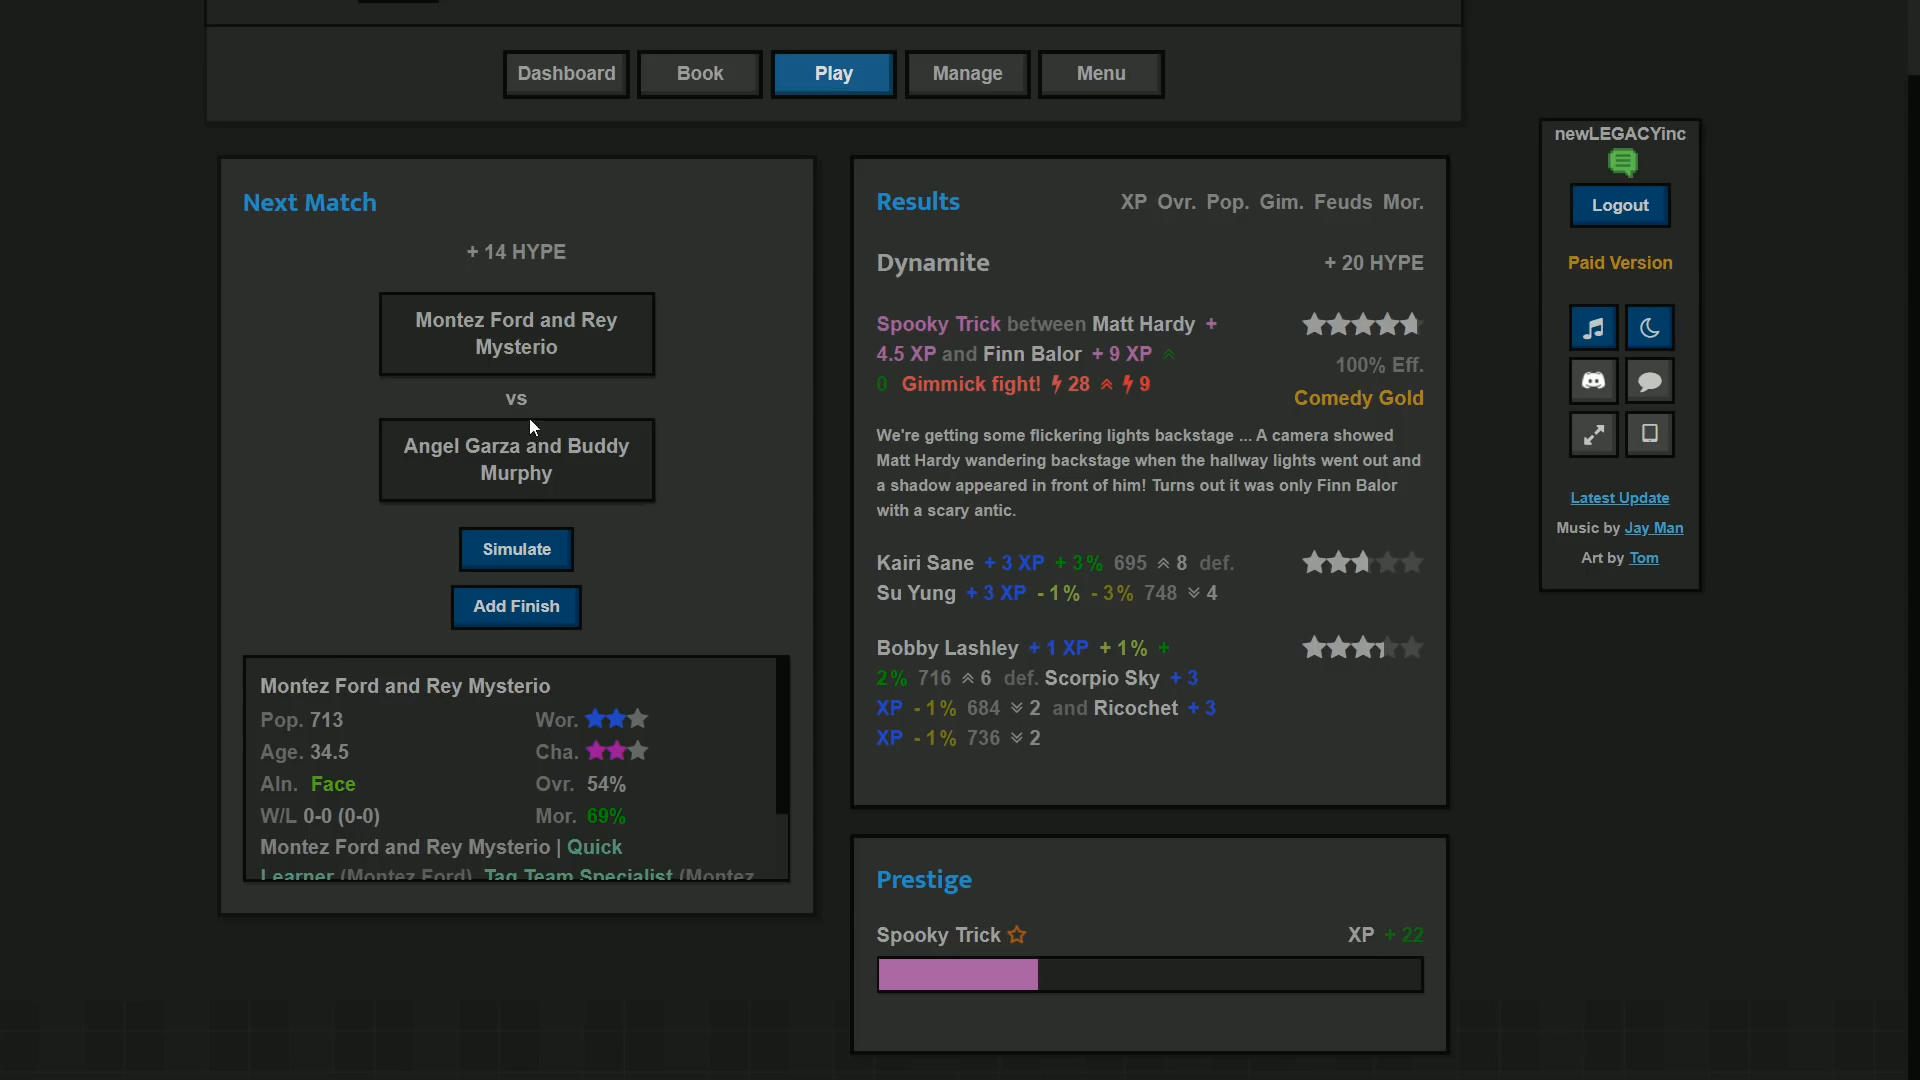 Dashboard
Book
Play
Manage
Menu
newLEGACYinc
Logout
Paid Version
Latest Update
Music by Jay Man
Art by Tom
Next Match
+ 14 HYPE
Montez Ford and Rey
Mysterio
vs
Angel Garza and Buddy
Murphy
Simulate
Add Finish
Montez Ford and Rey Mysterio
Pop. 713 Wor.
Age. 34.5 Cha.
Aln. Face Ovr. 54%
W/L 0-0 (0-0) Mor. 69%
Montez Ford and Rey Mysterio | Quick
Learner (Montez Ford), Tag Team Specialist (Montez
Results XP Ovr. Pop. Gim. Feuds Mor.
Dynamite + 20 HYPE
Spooky Trick between Matt Hardy +
4.5 XP and Finn Balor + 9 XP
0 Gimmick fight! 28 9
100% Eff.
Comedy Gold
We're getting some flickering lights backstage ... A camera showed
Matt Hardy wandering backstage when the hallway lights went out and
a shadow appeared in front of him! Turns out it was only Finn Balor
with a scary antic.
Kairi Sane + 3 XP + 3% 695 8 def.
Su Yung + 3 XP - 1% - 3% 748 4
Bobby Lashley + 1 XP + 1% +
2% 716 6 def. Scorpio Sky + 3
XP - 1% 684 2 and Ricochet + 3
XP - 1% 736 2
Prestige
Spooky Trick XP + 22